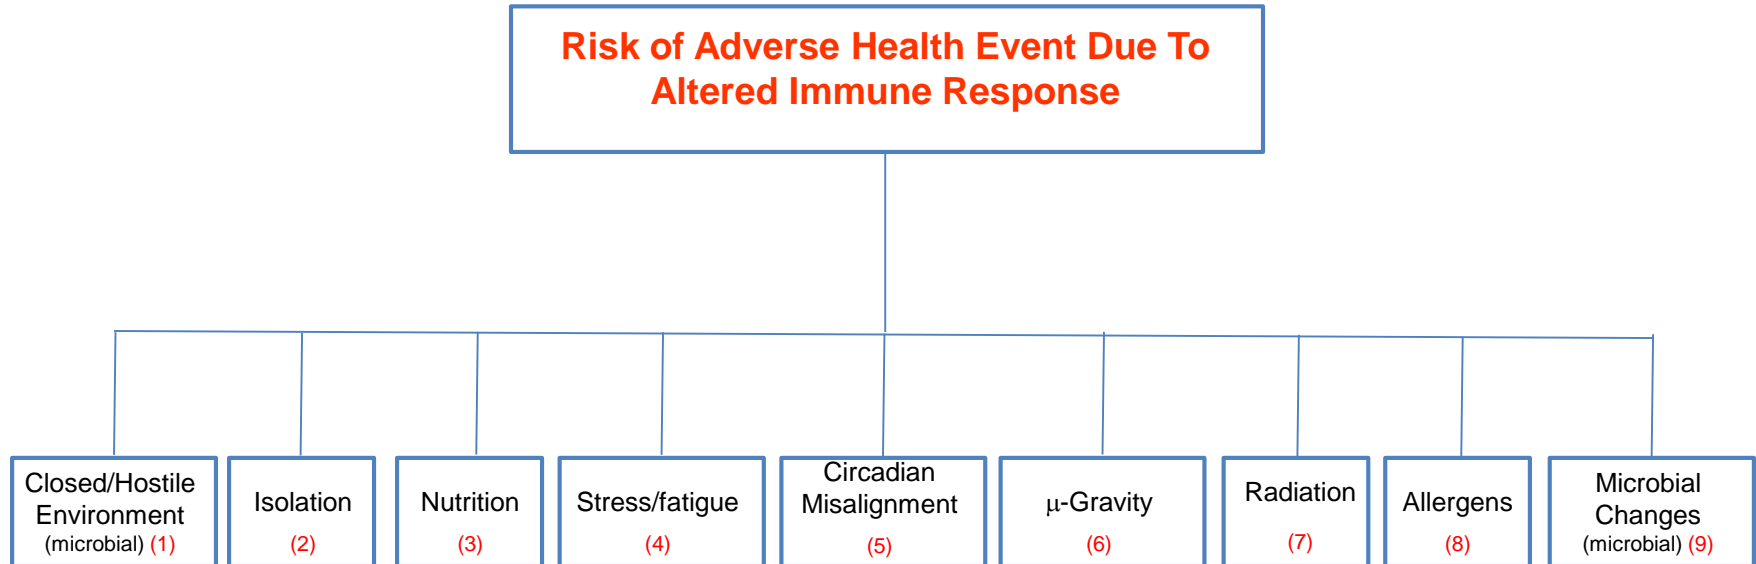 Risk of Adverse Health Event Due To
Altered Immune Response
Closed/Hostile
Environment
(microbial) (1)
Isolation
(2)
Nutrition
(3)
Stress/fatigue
(4)
Circadian
Misalignment
(5)
μ-Gravity
(6)
Radiation
(7)
Allergens
(8)
Microbial
Changes
(microbial) (9)